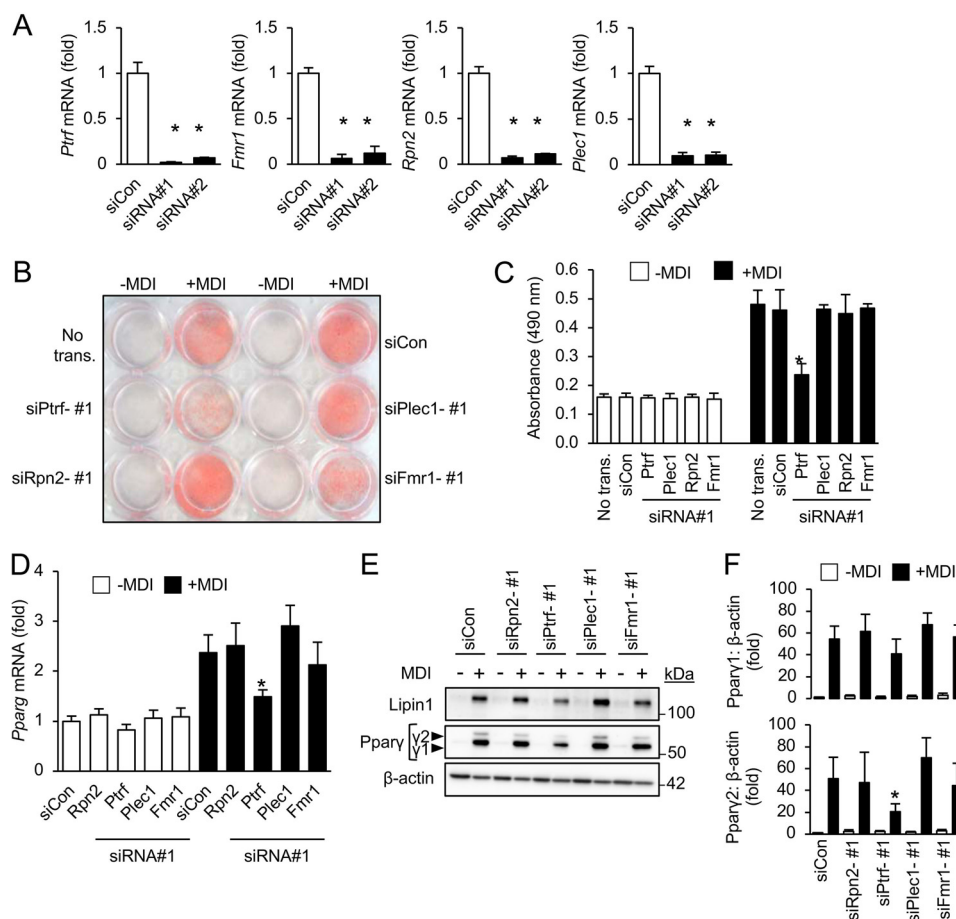 A
Ptrf mRNA (fold)
1.5
1
0.5
0
* *
siCon
siRNA#1
siRNA#2
Fmr1 mRNA (fold)
1.5
1
0.5
0
* *
siCon
siRNA#1
siRNA#2
Rpn2 mRNA (fold)
1.5
1
0.5
0
* *
siCon
siRNA#1
siRNA#2
Plec1 mRNA (fold)
1.5
1
0.5
0
* *
siCon
siRNA#1
siRNA#2
B
-MDI +MDI -MDI +MDI
No trans.
siCon
siPtrf- #1
siPlec1- #1
siRpn2- #1
siFmr1- #1
C
-MDI +MDI
Absorbance (490 nm)
0.6
0.5
0.4
0.3
0.2
0.1
0.0
*
No trans. siCon Ptrf Plec1 Rpn2 Fmr1 No trans. siCon Ptrf Plec1 Rpn2 Fmr1
siRNA#1 siRNA#1
D
-MDI +MDI
Pparg mRNA (fold)
4
3
2
1
0
*
siCon Rpn2 Ptrf Plec1 Fmr1 siCon Rpn2 Ptrf Plec1 Fmr1
siRNA#1 siRNA#1
E
siCon siRpn2- #1 siPtrf- #1 siPlec1- #1 siFmr1- #1
MDI - + - + - + - + - + kDa
Lipin1
100
Pparγ
γ2
γ1
50
β-actin
42
F
-MDI +MDI
Pparγ1: β-actin
(fold)
100
80
60
40
20
0
Pparγ2: β-actin
(fold)
100
80
60
40
20
0
*
siCon siRpn2- #1 siPtrf- #1 siPlec1- #1 siFmr1- #1